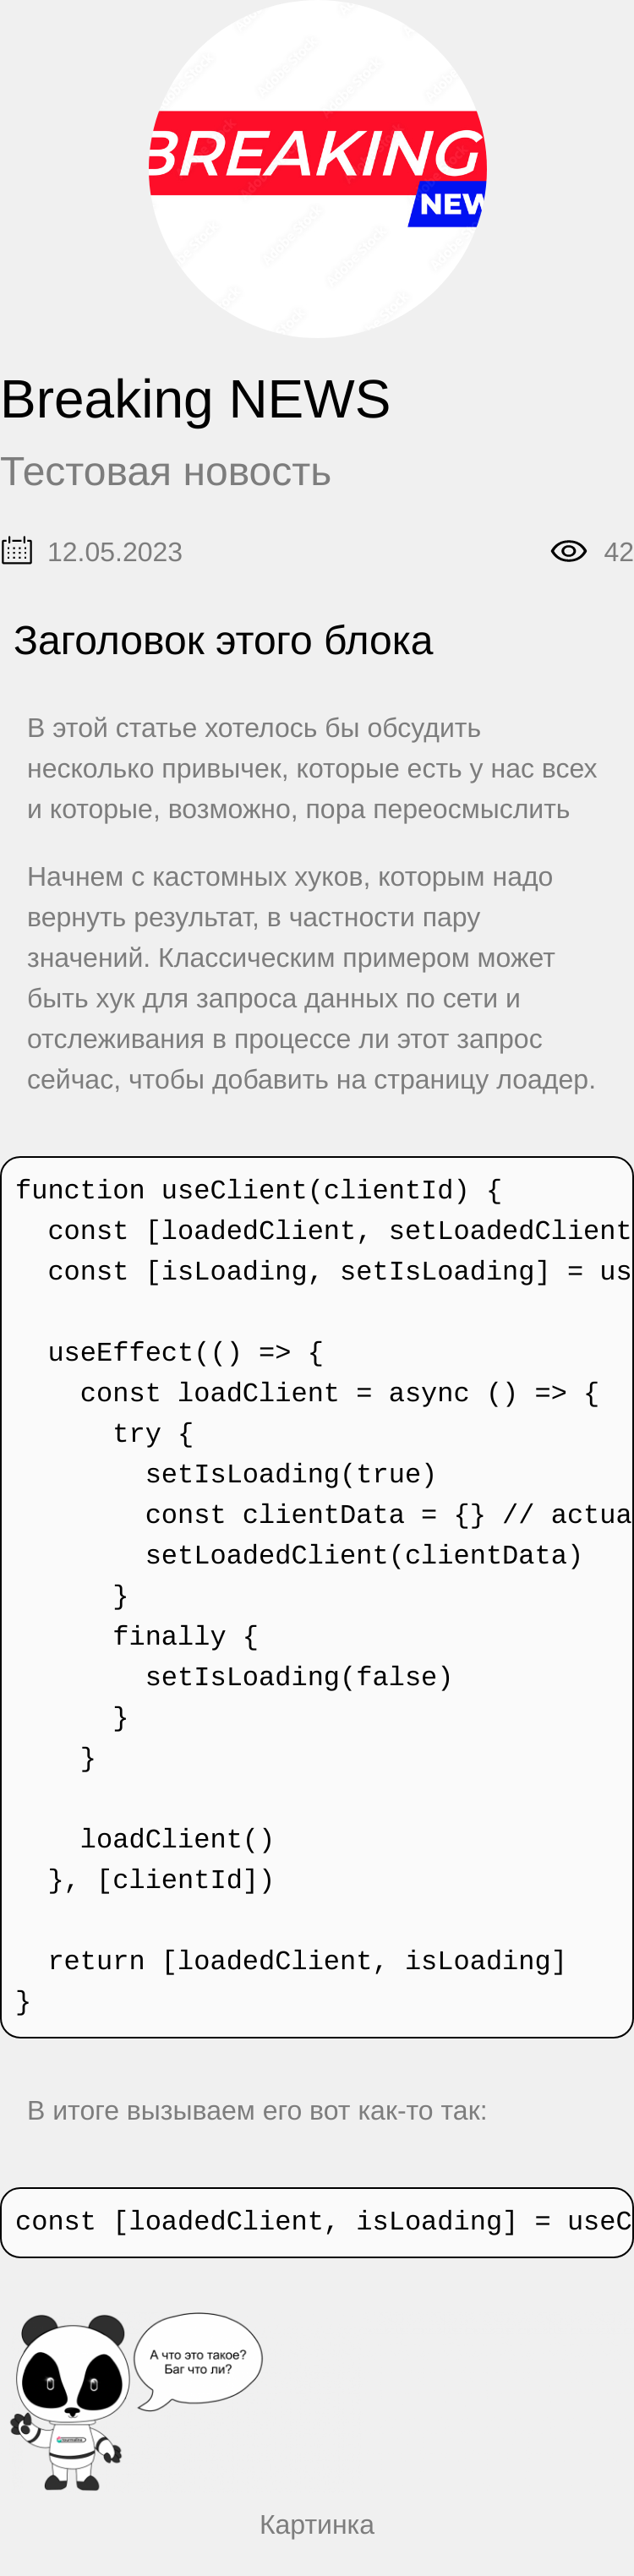 BREAKING
NEW
Breaking NEWS
Тестовая новость
12.05.2023 42
Заголовок этого блока
В этой статье хотелось бы обсудить
несколько привычек, которые есть у нас всех
и которые, возможно, пора переосмыслить
Начнем с кастомных хуков, которым надо
вернуть результат, в частности пару
значений. Классическим примером может
быть хук для запроса данных по сети и
отслеживания в процессе ли этот запрос
сейчас, чтобы добавить на страницу лоадер.
function useClient(clientId) {
  const [loadedClient, setLoadedClient
  const [isLoading, setIsLoading] = us
  useEffect(() => {
    const loadClient = async () => {
      try {
        setIsLoading(true)
        const clientData = {} // actua
        setLoadedClient(clientData)
      }
      finally {
        setIsLoading(false)
      }
    }
    loadClient()
  }, [clientId])
  return [loadedClient, isLoading]
}
В итоге вызываем его вот как-то так:
const [loadedClient, isLoading] = useC
А что это такое?
Баг что ли?
Картинка